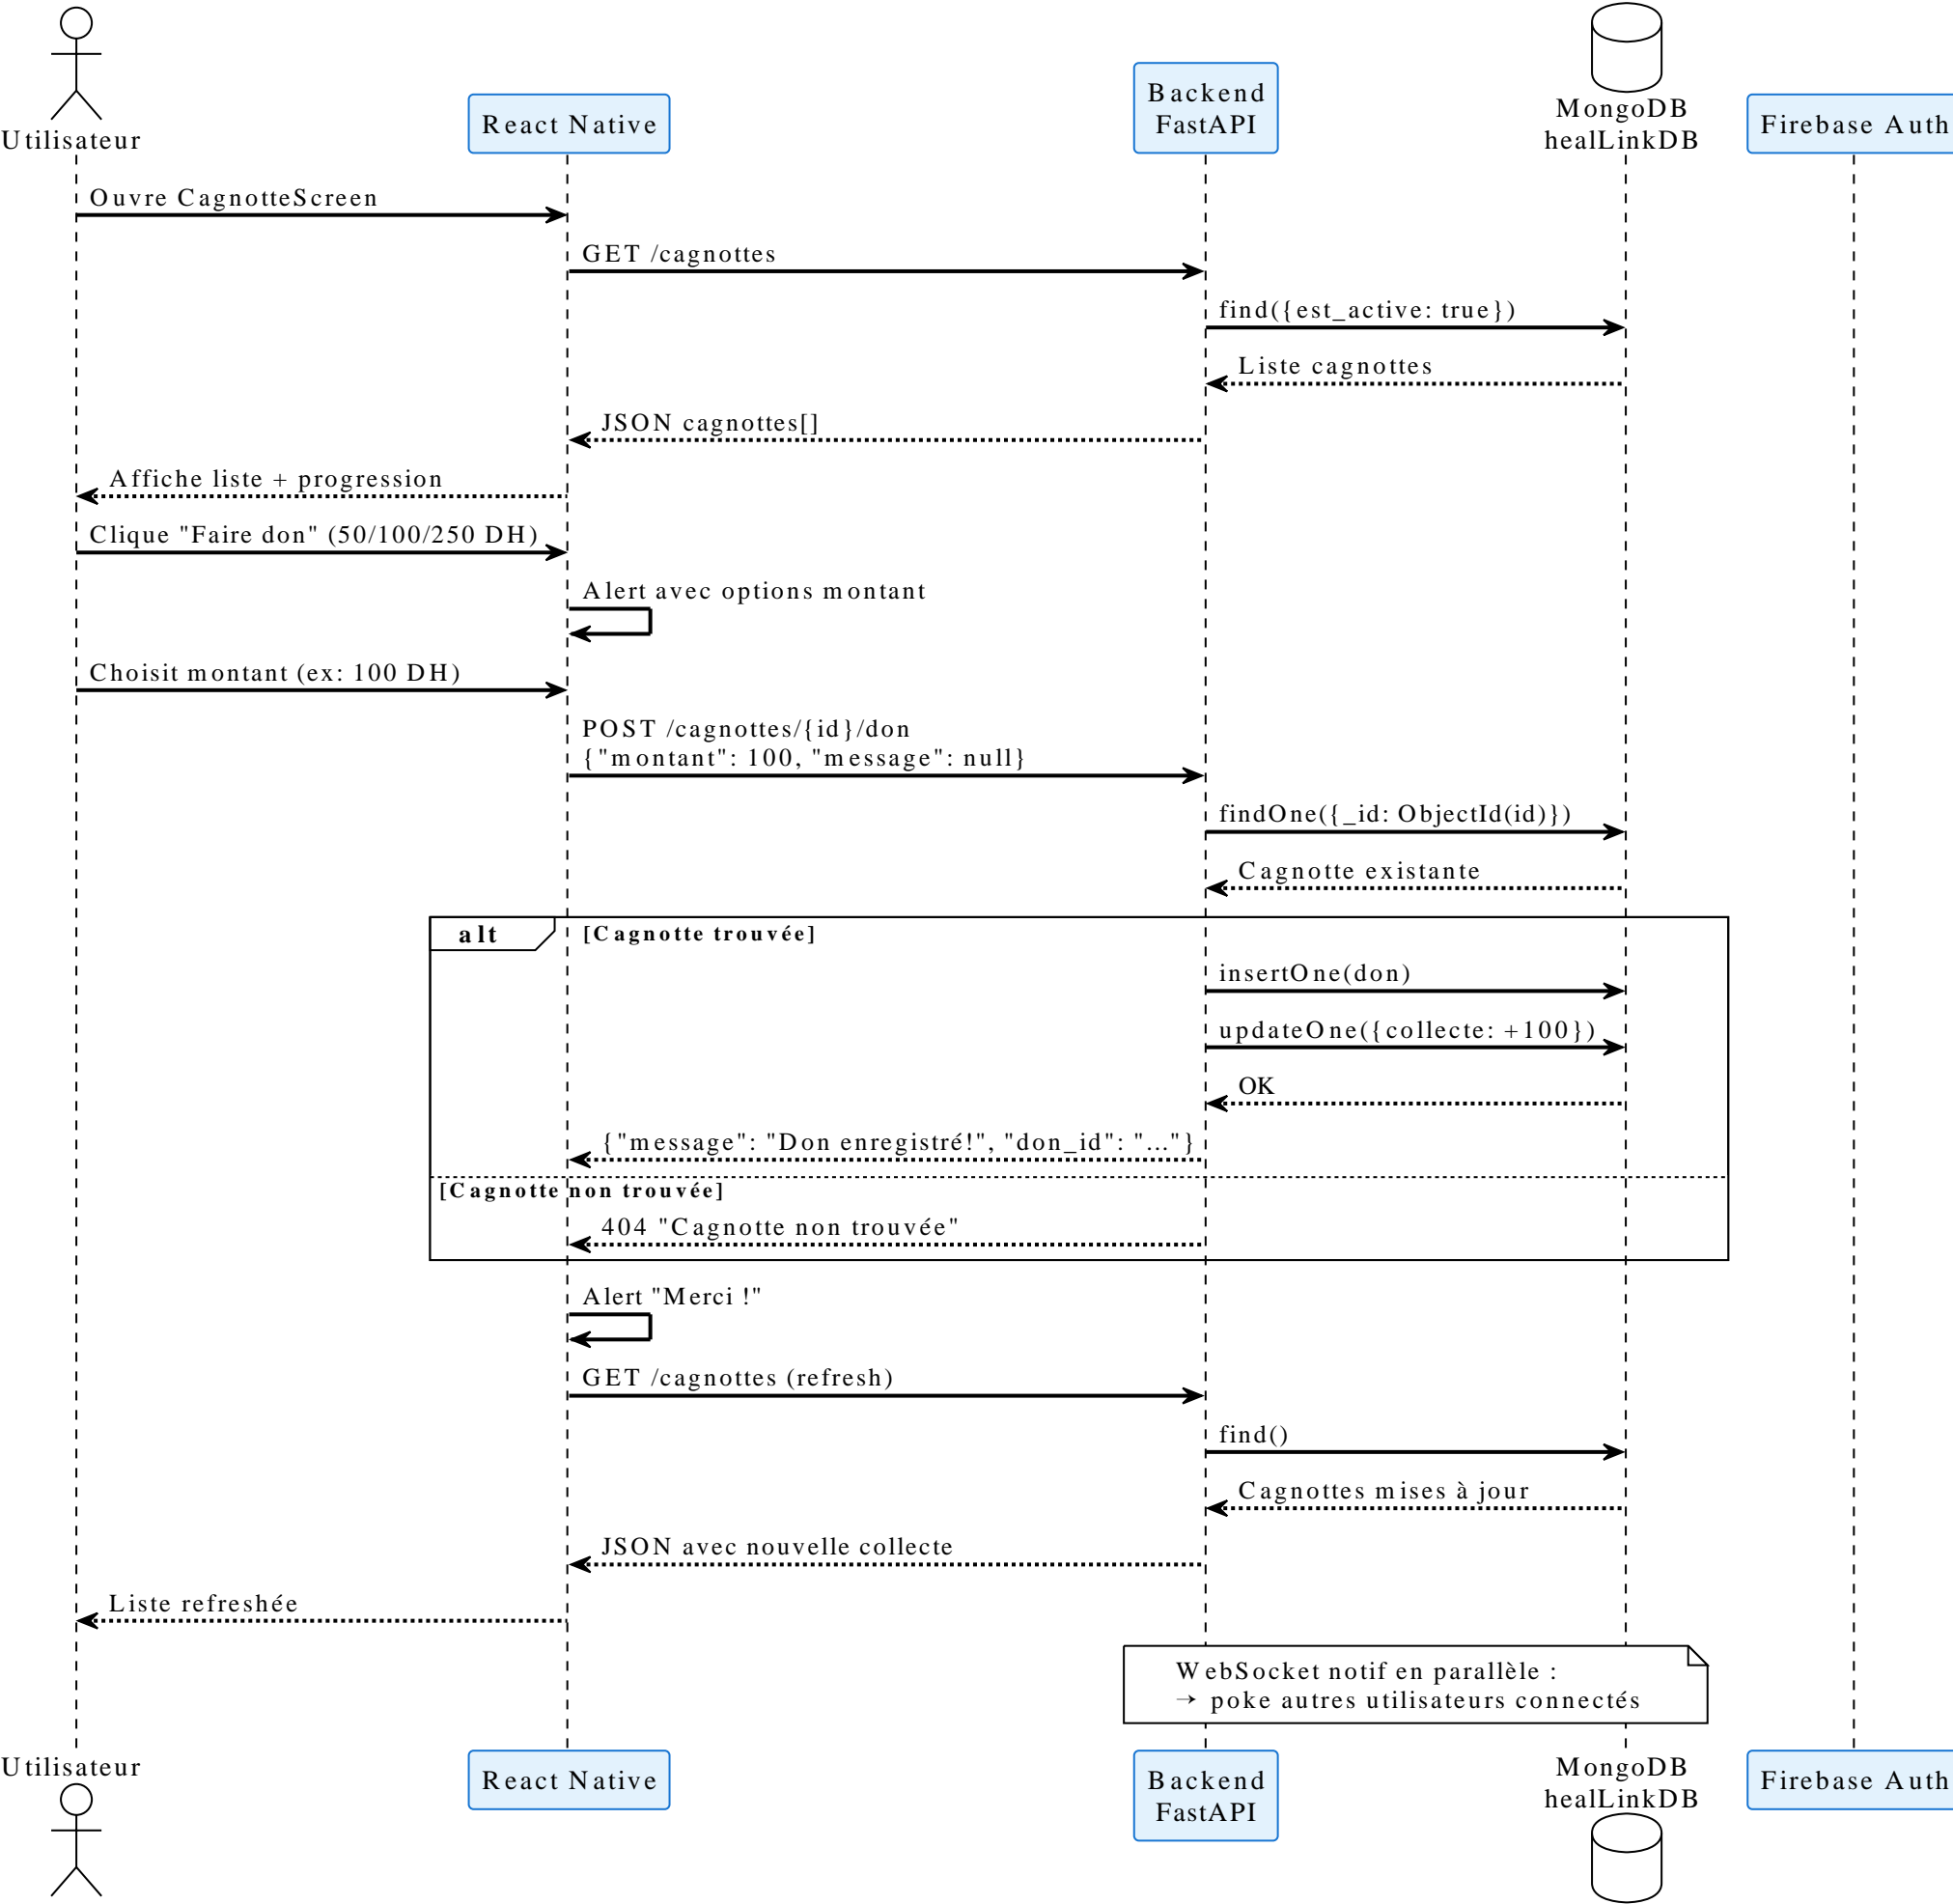 Utilisateur
React Native
Backend
FastAPI
MongoDB
healLinkDB
Firebase Auth
Ouvre CagnotteScreen
GET /cagnottes
find({est_active: true})
Liste cagnottes
JSON cagnottes[]
Affiche liste + progression
Clique "Faire don" (50/100/250 DH)
Alert avec options montant
Choisit montant (ex: 100 DH)
POST /cagnottes/{id}/don
{"montant": 100, "message": null}
findOne({_id: ObjectId(id)})
Cagnotte existante
alt [Cagnotte trouvée]
insertOne(don)
updateOne({collecte: +100})
OK
{"message": "Don enregistré!", "don_id": "..."}
[Cagnotte non trouvée]
404 "Cagnotte non trouvée"
Alert "Merci !"
GET /cagnottes (refresh)
find()
Cagnottes mises à jour
JSON avec nouvelle collecte
Liste refreshée
WebSocket notif en parallèle :
→ poke autres utilisateurs connectés
Utilisateur
React Native
Backend
FastAPI
MongoDB
healLinkDB
Firebase Auth